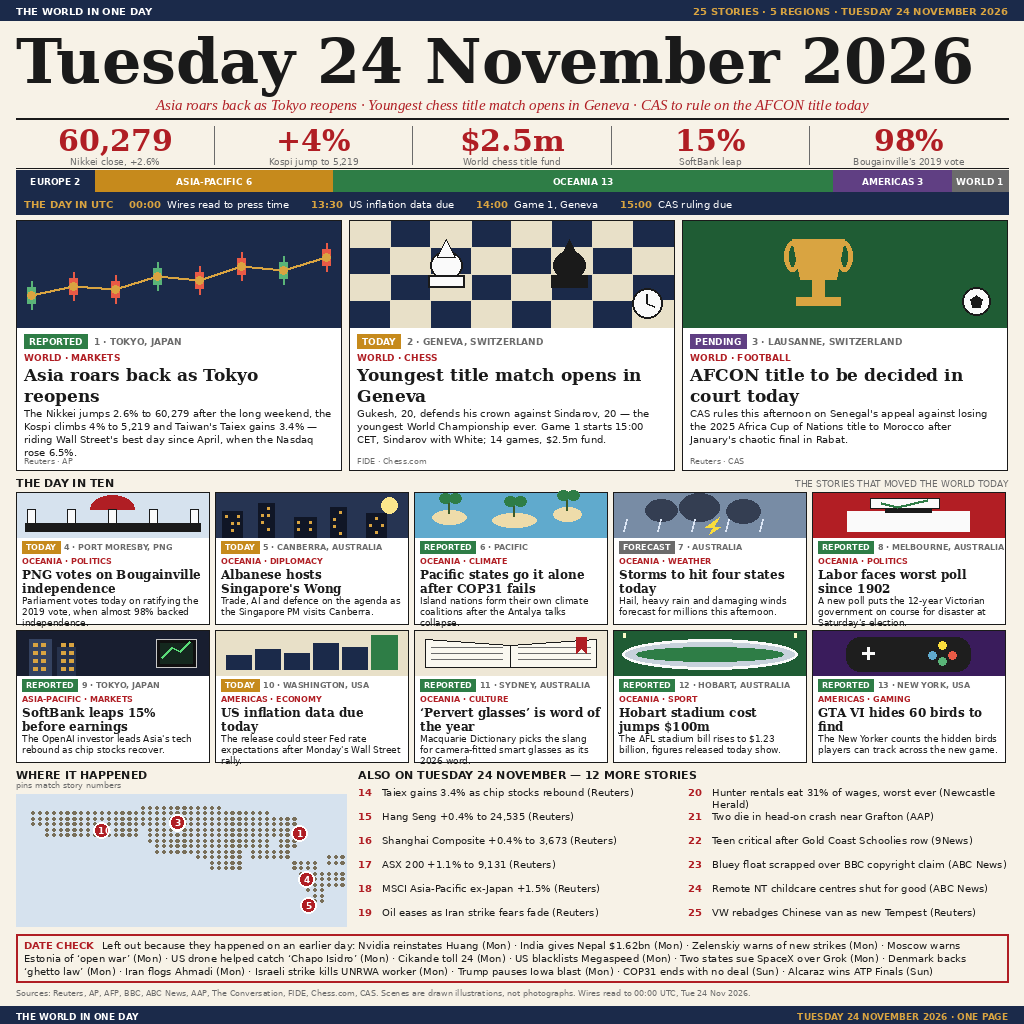 THE WORLD IN ONE DAY
25 STORIES · 5 REGIONS · TUESDAY 24 NOVEMBER 2026
Tuesday 24 November 2026
Asia roars back as Tokyo reopens · Youngest chess title match opens in Geneva · CAS to rule on the AFCON title today
60,279
Nikkei close, +2.6%
+4%
Kospi jump to 5,219
$2.5m
World chess title fund
15%
SoftBank leap
98%
Bougainville's 2019 vote
EUROPE 2
ASIA-PACIFIC 6
OCEANIA 13
AMERICAS 3
WORLD 1
THE DAY IN UTC 00:00 Wires read to press time 13:30 US inflation data due 14:00 Game 1, Geneva 15:00 CAS ruling due
REPORTED 1 · TOKYO, JAPAN
WORLD · MARKETS
Asia roars back as Tokyo
reopens
The Nikkei jumps 2.6% to 60,279 after the long weekend, the
Kospi climbs 4% to 5,219 and Taiwan's Taiex gains 3.4% —
riding Wall Street's best day since April, when the Nasdaq
rose 6.5%.
Reuters · AP
TODAY 2 · GENEVA, SWITZERLAND
WORLD · CHESS
Youngest title match opens in
Geneva
Gukesh, 20, defends his crown against Sindarov, 20 — the
youngest World Championship ever. Game 1 starts 15:00
CET, Sindarov with White; 14 games, $2.5m fund.
FIDE · Chess.com
PENDING 3 · LAUSANNE, SWITZERLAND
WORLD · FOOTBALL
AFCON title to be decided in
court today
CAS rules this afternoon on Senegal's appeal against losing
the 2025 Africa Cup of Nations title to Morocco after
January's chaotic final in Rabat.
Reuters · CAS
THE DAY IN TEN
THE STORIES THAT MOVED THE WORLD TODAY
TODAY 4 · PORT MORESBY, PNG
OCEANIA · POLITICS
PNG votes on Bougainville
independence
Parliament votes today on ratifying the
2019 vote, when almost 98% backed
independence.
TODAY 5 · CANBERRA, AUSTRALIA
OCEANIA · DIPLOMACY
Albanese hosts
Singapore's Wong
Trade, AI and defence on the agenda as
the Singapore PM visits Canberra.
REPORTED 6 · PACIFIC
OCEANIA · CLIMATE
Pacific states go it alone
after COP31 fails
Island nations form their own climate
coalitions after the Antalya talks
collapse.
FORECAST 7 · AUSTRALIA
OCEANIA · WEATHER
Storms to hit four states
today
Hail, heavy rain and damaging winds
forecast for millions this afternoon.
REPORTED 8 · MELBOURNE, AUSTRALIA
OCEANIA · POLITICS
Labor faces worst poll
since 1902
A new poll puts the 12-year Victorian
government on course for disaster at
Saturday's election.
REPORTED 9 · TOKYO, JAPAN
ASIA-PACIFIC · MARKETS
SoftBank leaps 15%
before earnings
The OpenAI investor leads Asia's tech
rebound as chip stocks recover.
TODAY 10 · WASHINGTON, USA
AMERICAS · ECONOMY
US inflation data due
today
The release could steer Fed rate
expectations after Monday's Wall Street
rally.
REPORTED 11 · SYDNEY, AUSTRALIA
OCEANIA · CULTURE
‘Pervert glasses’ is word of
the year
Macquarie Dictionary picks the slang
for camera-fitted smart glasses as its
2026 word.
REPORTED 12 · HOBART, AUSTRALIA
OCEANIA · SPORT
Hobart stadium cost
jumps $100m
The AFL stadium bill rises to $1.23
billion, figures released today show.
REPORTED 13 · NEW YORK, USA
AMERICAS · GAMING
GTA VI hides 60 birds to
find
The New Yorker counts the hidden birds
players can track across the new game.
WHERE IT HAPPENED
pins match story numbers
10
3
1
4
5
ALSO ON TUESDAY 24 NOVEMBER — 12 MORE STORIES
14 Taiex gains 3.4% as chip stocks rebound (Reuters)
15 Hang Seng +0.4% to 24,535 (Reuters)
16 Shanghai Composite +0.4% to 3,673 (Reuters)
17 ASX 200 +1.1% to 9,131 (Reuters)
18 MSCI Asia-Pacific ex-Japan +1.5% (Reuters)
19 Oil eases as Iran strike fears fade (Reuters)
20 Hunter rentals eat 31% of wages, worst ever (Newcastle
Herald)
21 Two die in head-on crash near Grafton (AAP)
22 Teen critical after Gold Coast Schoolies row (9News)
23 Bluey float scrapped over BBC copyright claim (ABC News)
24 Remote NT childcare centres shut for good (ABC News)
25 VW rebadges Chinese van as new Tempest (Reuters)
DATE CHECK Left out because they happened on an earlier day: Nvidia reinstates Huang (Mon) · India gives Nepal $1.62bn (Mon) · Zelenskiy warns of new strikes (Mon) · Moscow warns
Estonia of ‘open war’ (Mon) · US drone helped catch ‘Chapo Isidro’ (Mon) · Cikande toll 24 (Mon) · US blacklists Megaspeed (Mon) · Two states sue SpaceX over Grok (Mon) · Denmark backs
‘ghetto law’ (Mon) · Iran flogs Ahmadi (Mon) · Israeli strike kills UNRWA worker (Mon) · Trump pauses Iowa blast (Mon) · COP31 ends with no deal (Sun) · Alcaraz wins ATP Finals (Sun)
Sources: Reuters, AP, AFP, BBC, ABC News, AAP, The Conversation, FIDE, Chess.com, CAS. Scenes are drawn illustrations, not photographs. Wires read to 00:00 UTC, Tue 24 Nov 2026.
THE WORLD IN ONE DAY
TUESDAY 24 NOVEMBER 2026 · ONE PAGE